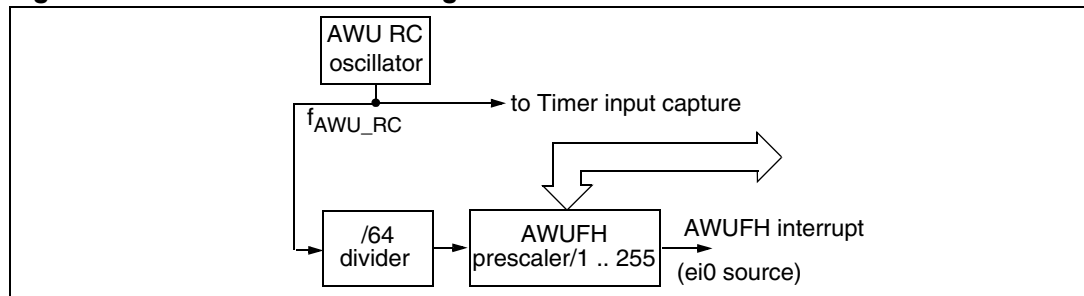 AWU RC
oscillator
to Timer input capture
fAWU_RC
/64
divider
AWUFH
prescaler/1 .. 255
AWUFH interrupt
(ei0 source)